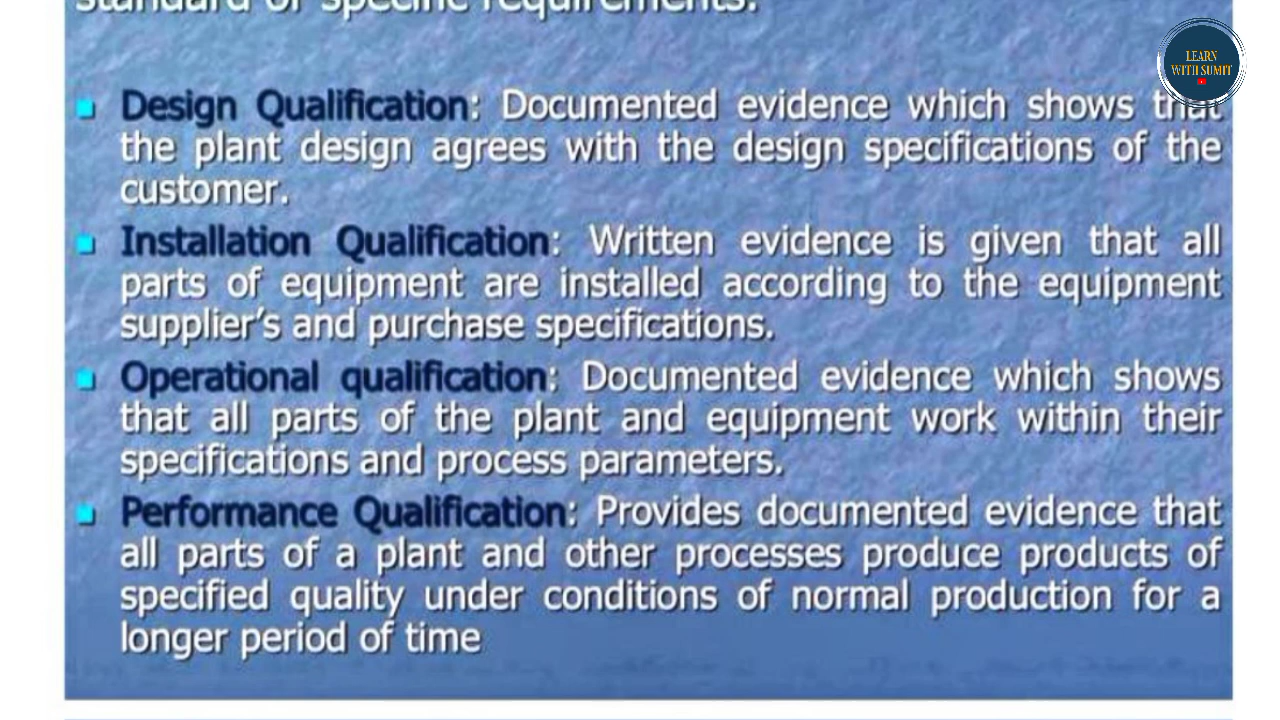 standard or specific requirements.
LEARN
WITH SUMIT
Design Qualification: Documented evidence which shows that
the plant design agrees with the design specifications of the
customer.
Installation Qualification: Written evidence is given that all
parts of equipment are installed according to the equipment
supplier's and purchase specifications.
Operational qualification: Documented evidence which shows
that all parts of the plant and equipment work within their
specifications and process parameters.
Performance Qualification: Provides documented evidence that
all parts of a plant and other processes produce products of
specified quality under conditions of normal production for a
longer period of time